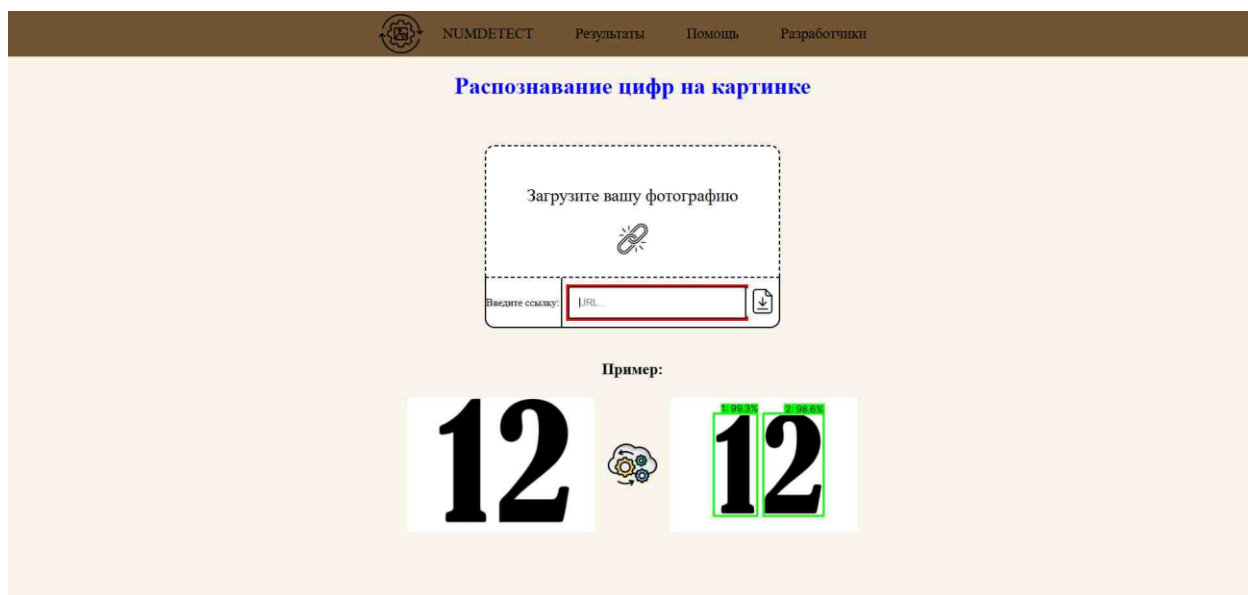 NUMDETECT Результаты Помощь Разработчики
Распознавание цифр на картинке
Загрузите вашу фотографию
Введите ссылку: URL...
Пример:
12
1: 99.3% 2: 98.6%
12